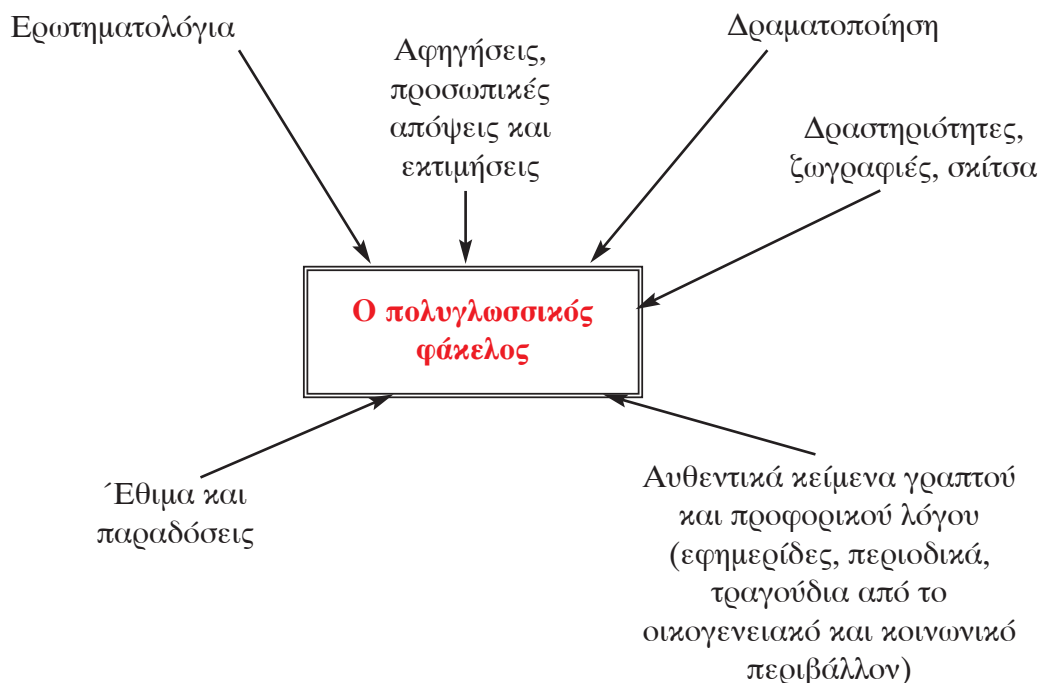 Ερωτηματολόγια
Αφηγήσεις,
προσωπικές
απόψεις και
εκτιμήσεις
Δραματοποίηση
Δραστηριότητες,
ζωγραφιές, σκίτσα
Ο πολυγλωσσικός
φάκελος
Έθιμα και
παραδόσεις
Αυθεντικά κείμενα γραπτού
και προφορικού λόγου
(εφημερίδες, περιοδικά,
τραγούδια από το
οικογενειακό και κοινωνικό
περιβάλλον)